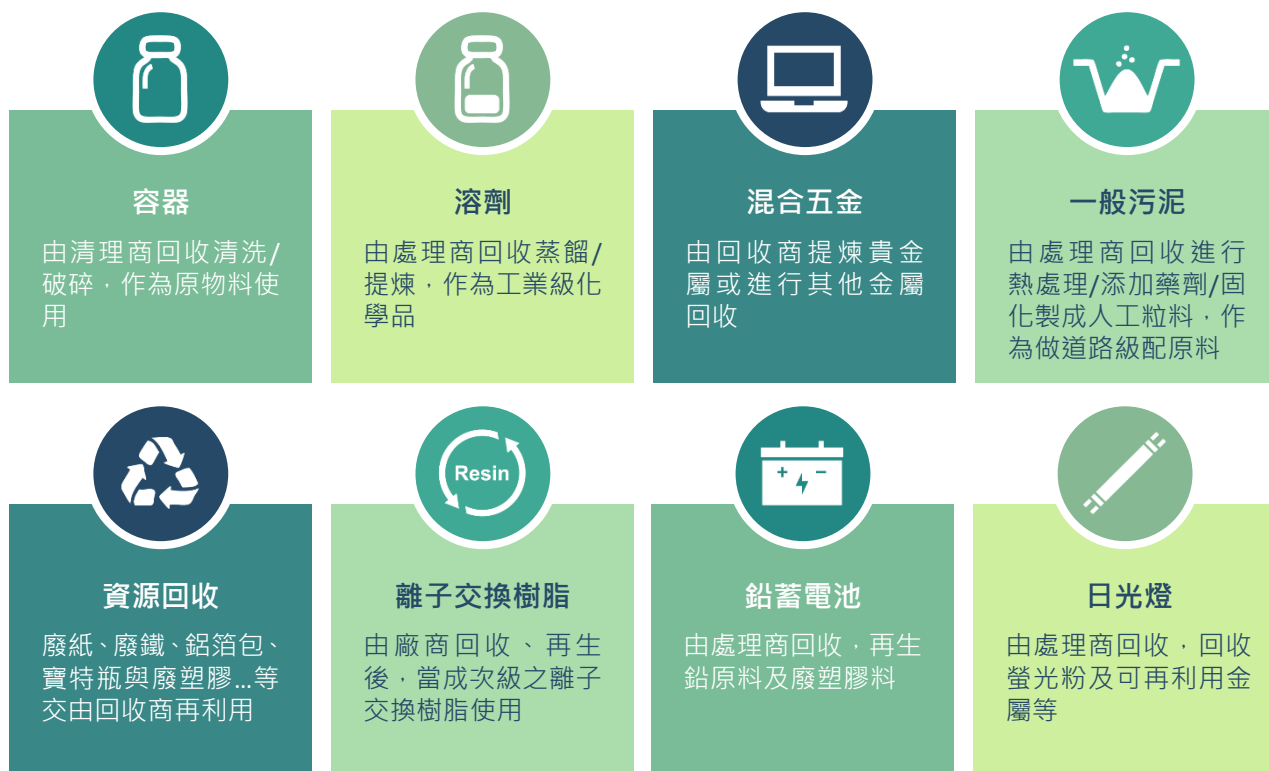 容器
由清理商回收清洗/
破碎，作為原物料使
用
溶劑
由處理商回收蒸餾/
提煉，作為工業級化
學品
混合五金
由回收商提煉貴金
屬或進行其他金屬
回收
一般污泥
由處理商回收進行
熱處理/添加藥劑/固
化製成人工粒料，作
為做道路級配原料
資源回收
廢紙、廢鐵、鋁箔包、
寶特瓶與廢塑膠…等
交由回收商再利用
Resin
離子交換樹脂
由廠商回收、再生
後，當成次級之離子
交換樹脂使用
+ −
鉛蓄電池
由處理商回收，再生
鉛原料及廢塑膠料
日光燈
由處理商回收，回收
螢光粉及可再利用金
屬等